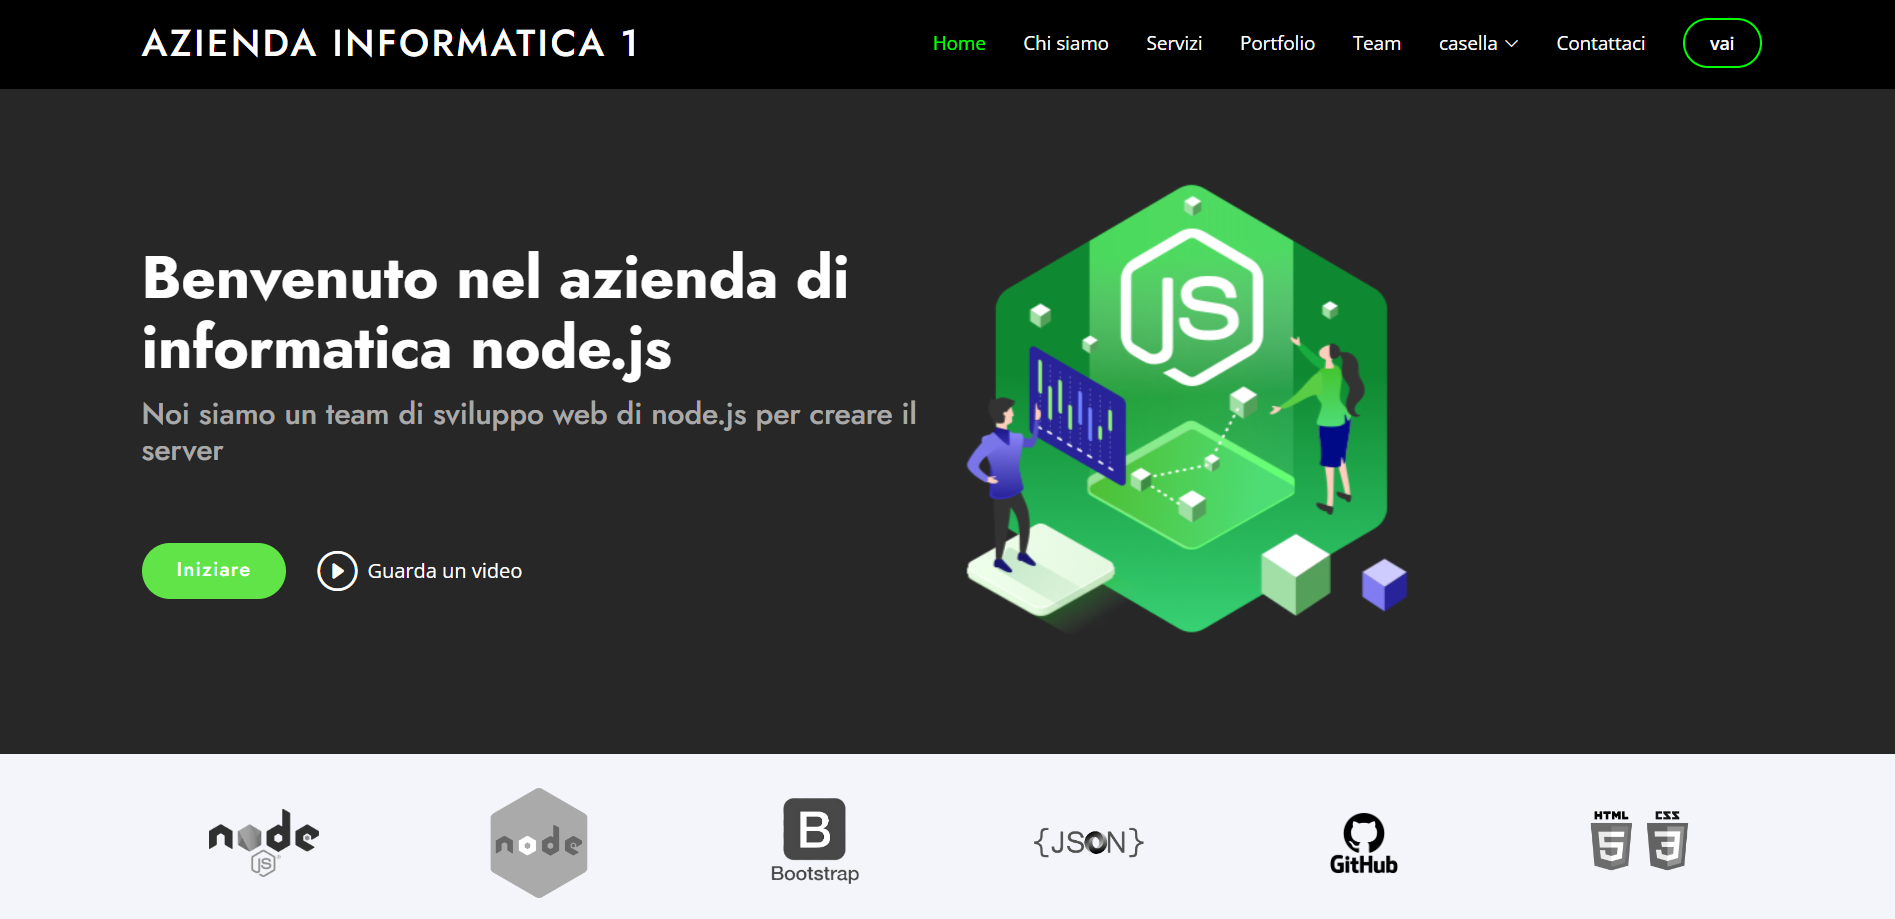 AZIENDA INFORMATICA 1
Home Chi siamo Servizi Portfolio Team casella Contattaci vai
Benvenuto nel azienda di
informatica node.js
Noi siamo un team di sviluppo web di node.js per creare il
server
Iniziare Guarda un video
JS
node
JS
node
B
Bootstrap
{JSON}
GitHub
HTML CSS
5 3